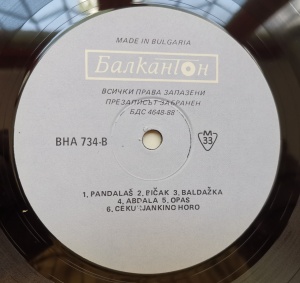 MADE IN BULGARIA
Балкантон
ВСИЧКИ ПРАВА ЗАПАЗЕНИ
ПРЕЗАПИСЪТ ЗАБРАНЕН
БДС 4648-88
ВНА 734-В
М
33
1, PANDALAŠ 2, PIČAK 3, BALDAŽKA
4, ABDALA 5, OPAS
6, HORO